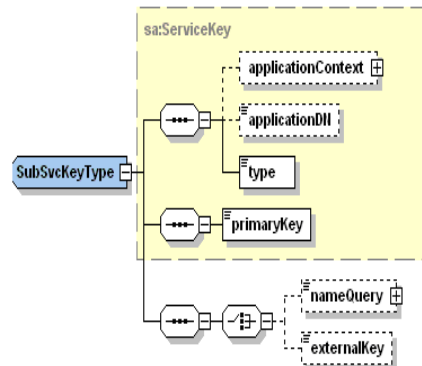 sa:ServiceKey
applicationContext
applicationDN
type
SubSvcKeyType
primaryKey
nameQuery
externalKey